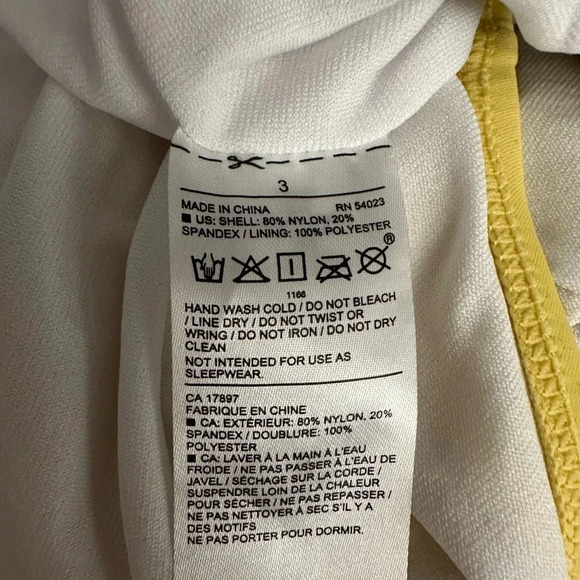 3
MADE IN CHINA RN 54023
■ US: SHELL: 80% NYLON, 20%
SPANDEX / LINING: 100% POLYESTER
®
1166
HAND WASH COLD / DO NOT BLEACH
/ LINE DRY / DO NOT TWIST OR
WRING / DO NOT IRON / DO NOT DRY
CLEAN
NOT INTENDED FOR USE AS
SLEEPWEAR.
CA 17897
FABRIQUE EN CHINE
■ CA: EXTÉRIEUR: 80% NYLON, 20%
SPANDEX / DOUBLURE: 100%
POLYESTER
■ CA: LAVER À LA MAIN À L'EAU
FROIDE / NE PAS PASSER À L'EAU DE
JAVEL / SÉCHAGE SUR LA CORDE /
SUSPENDRE LOIN DE LA CHALEUR
POUR SÉCHER / NE PAS REPASSER /
NE PAS NETTOYER À SEC S'IL Y A
DES MOTIFS
NE PAS PORTER POUR DORMIR.